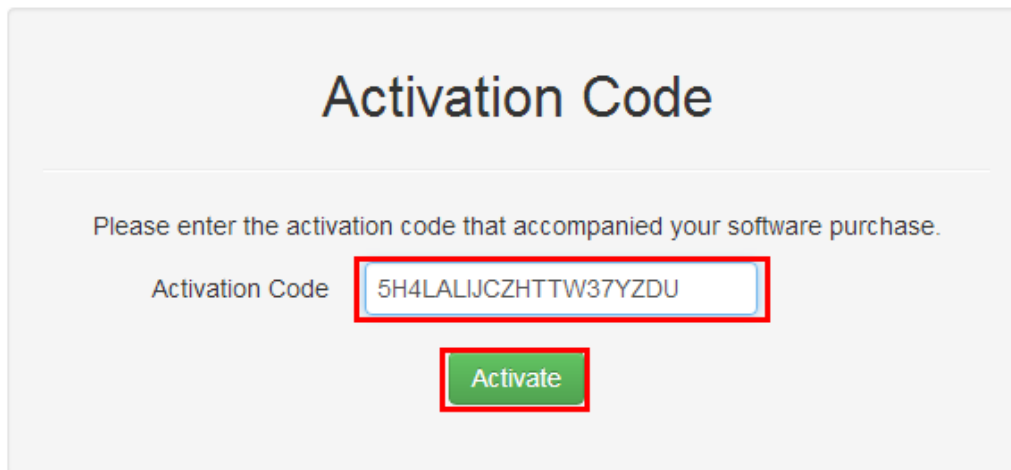 Activation Code
Please enter the activation code that accompanied your software purchase.
Activation Code 5H4LALIJCZHTTW37YZDU
Activate